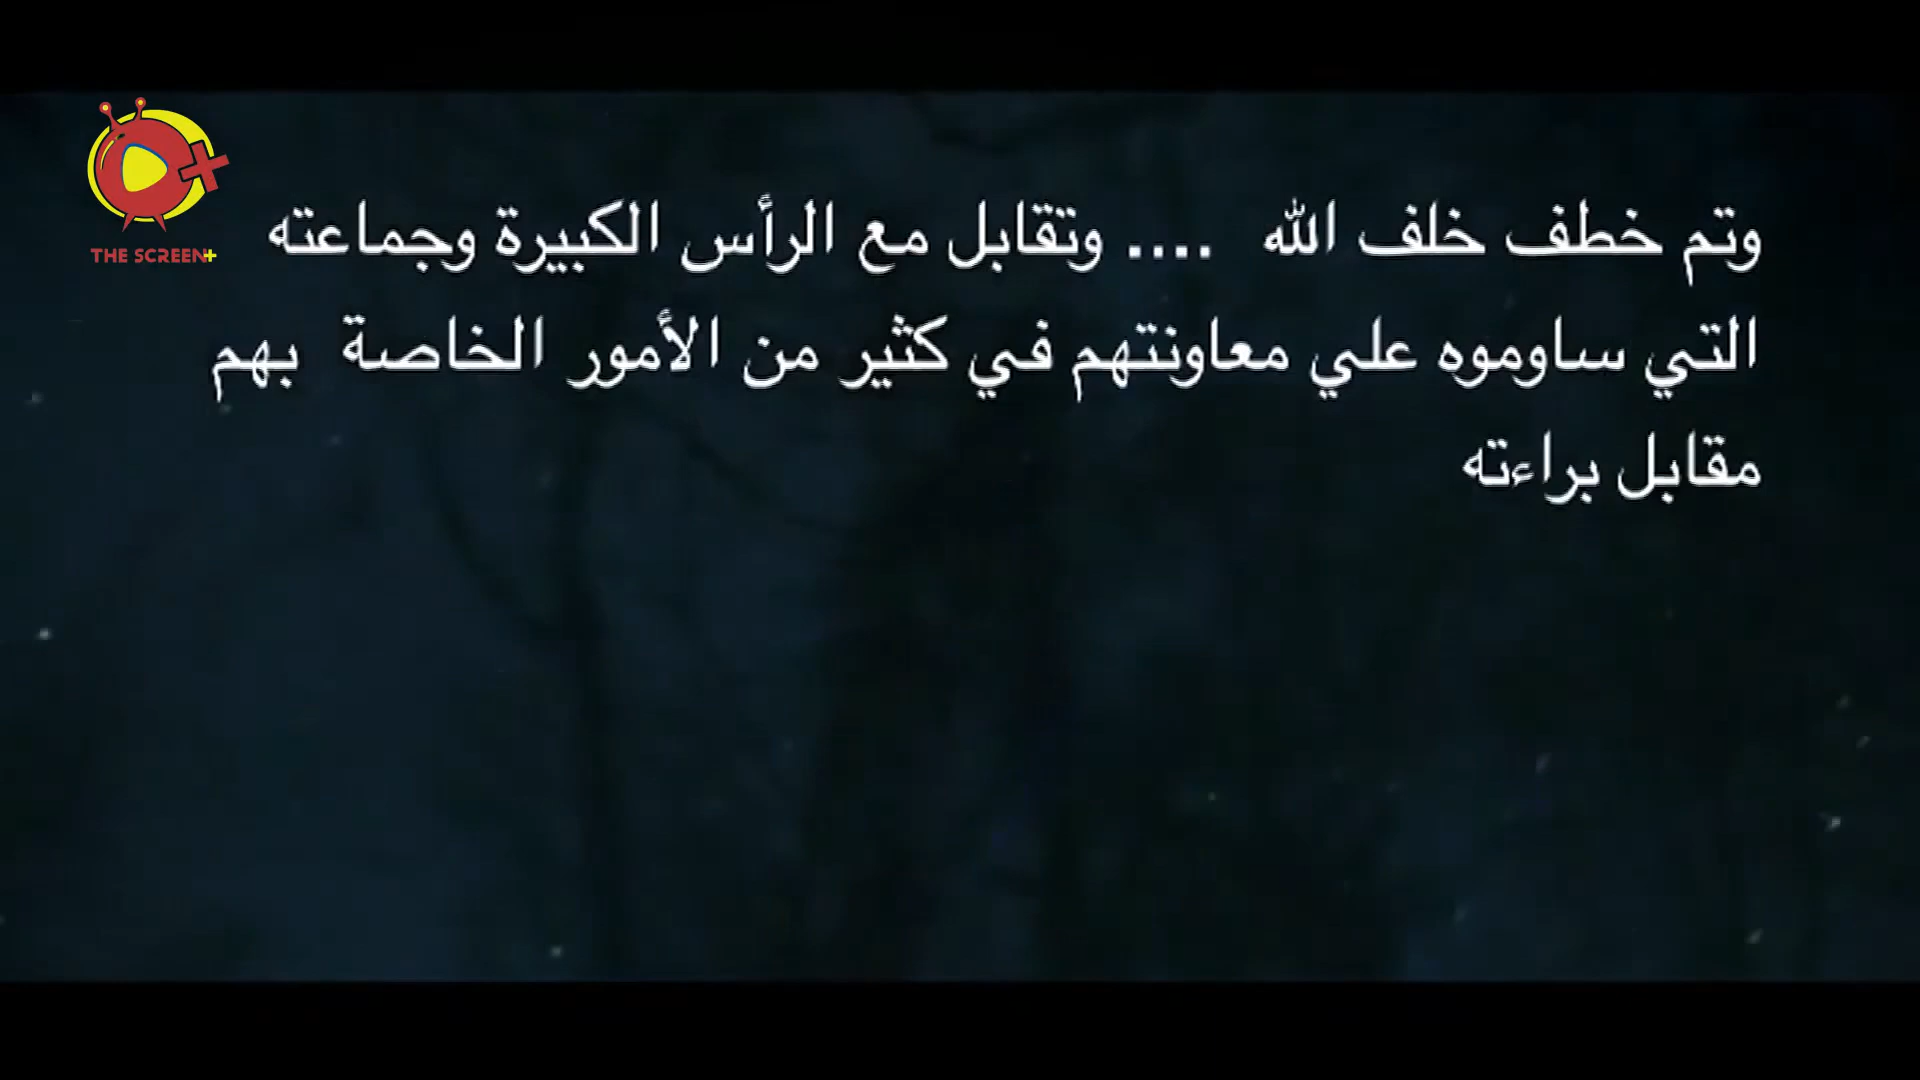 THE SCREEN+
وتم خطف خلف الله .... وتقابل مع الرأس الكبيرة وجماعته
التي ساوموه علي معاونتهم في كثير من الأمور الخاصة بهم
مقابل براءته